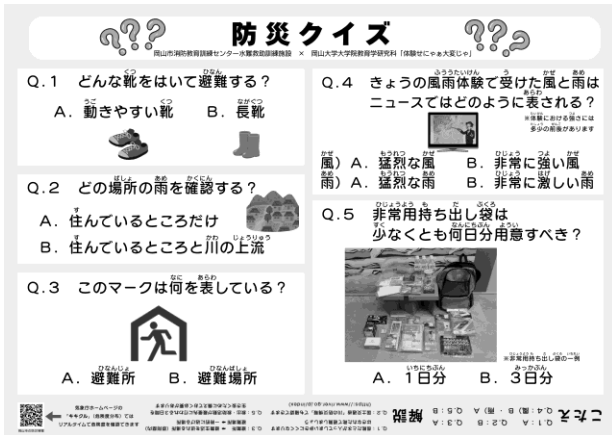 防災クイズ
岡山市消防教育訓練センター水難救助訓練施設 × 岡山大学大学院教育学研究科「体験せにゃぁ大変じゃ」
Q.1 どんな靴をはいて避難する？
A．動きやすい靴 B．長靴
Q.2 どの場所の雨を確認する？
A．住んでいるところだけ
B．住んでいるところと川の上流
Q.3 このマークは何を表している？
A．避難所 B．避難場所
Q.4 きょうの風雨体験で受けた風と雨は
ニュースではどのように表される？
※体験における強さには
多少の前後があります
風）A．猛烈な風 B．非常に強い風
雨）A．猛烈な雨 B．非常に激しい雨
Q.5 非常用持ち出し袋は
少なくとも何日分用意すべき？
※非常用持ち出し袋の一例
A．1日分 B．3日分
気象庁ホームページの
「キキクル」（危険度分布）では
リアルタイムで危険度を確認できます
こたえ
Q.1：A Q.2：B Q.3：A
Q.4：風）B・雨）A Q.5：B
解説